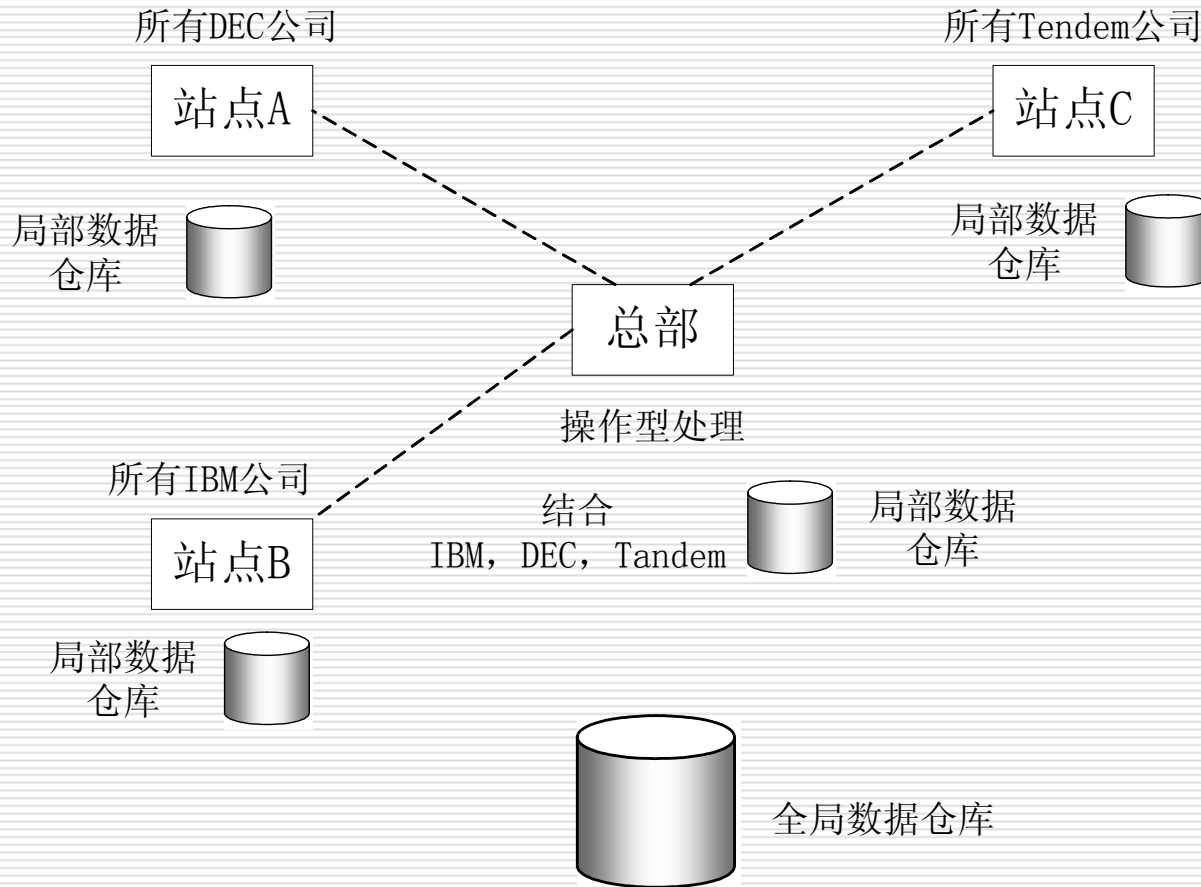 所有DEC公司
所有Tendem公司
站点A
站点C
局部数据
仓库
局部数据
仓库
总部
操作型处理
所有IBM公司
站点B
结合
IBM，DEC，Tandem
局部数据
仓库
局部数据
仓库
全局数据仓库